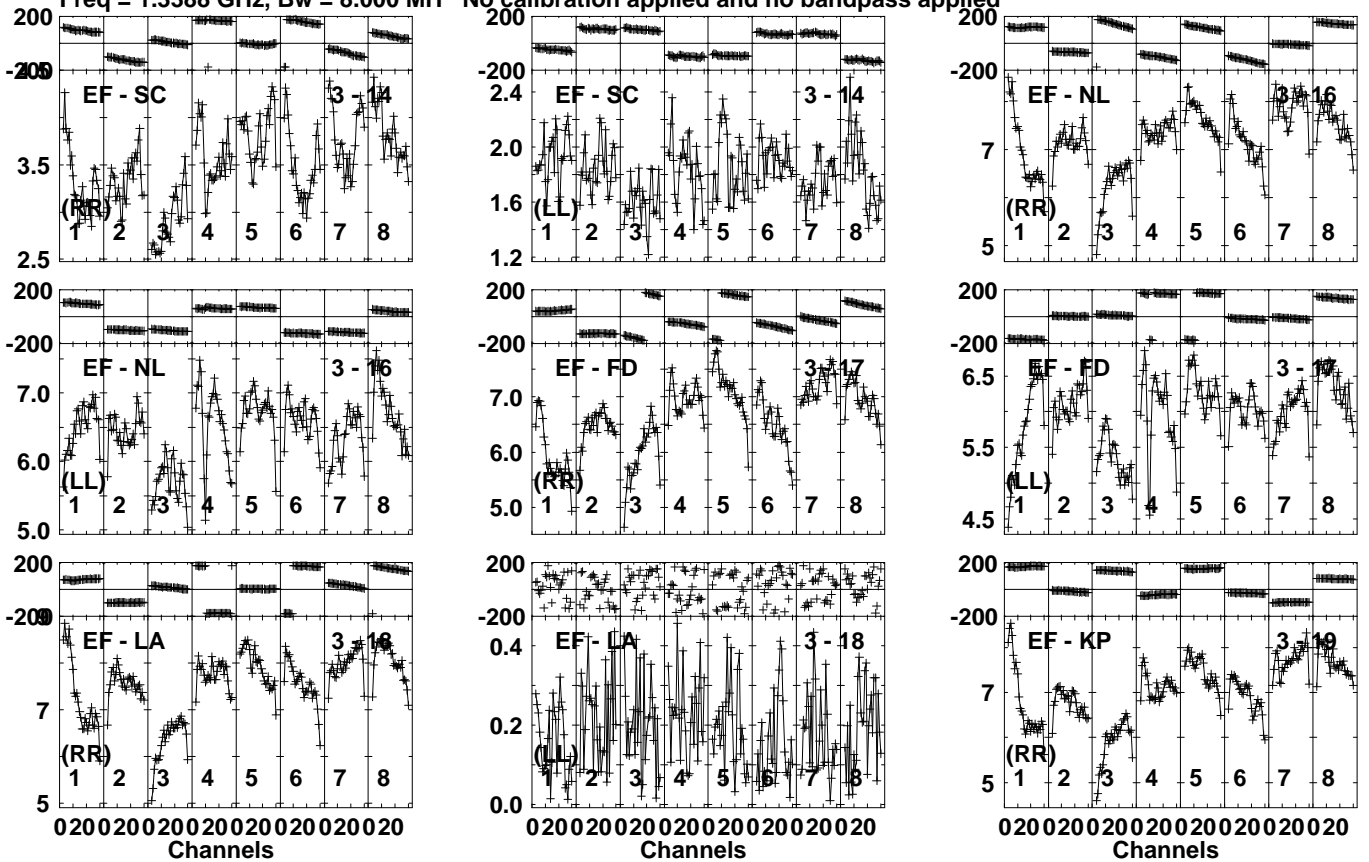 Freq = 1.5588 GHz, Bw = 8.000 MH No calibration applied and no bandpass applied
200 200 200
-200 -200 -200
4.5 EF - SC 3 - 14
3.5
(RR)
1 2 3 4 5 6 7 8
2.5
2.4 EF - SC 3 - 14
2.0
1.6 (LL)
1 2 3 4 5 6 7 8
1.2
EF - NL 3 - 16
7
(RR)
1 2 3 4 5 6 7 8
5
200 200 200
-200 -200 -200
EF - NL 3 - 16
7.0
6.0
(LL)
1 2 3 4 5 6 7 8
5.0
EF - FD 3 - 17
7.0
6.0
(RR)
1 2 3 4 5 6 7 8
5.0
EF - FD 3 - 17
6.5
5.5
(LL)
1 2 3 4 5 6 7 8
4.5
200 200 200
-200 -200 -200
9 EF - LA 3 - 18
7
(RR)
1 2 3 4 5 6 7 8
5
0.4 EF - LA 3 - 18
0.2
(LL)
1 2 3 4 5 6 7 8
0.0
EF - KP 3 - 19
7
(RR)
1 2 3 4 5 6 7 8
5
0 20 0 20 0 20 0 20 0 20 0 20 0 20 0 20
Channels
0 20 0 20 0 20 0 20 0 20 0 20 0 20 0 20
Channels
0 20 0 20 0 20 0 20 0 20 0 20 0 20 0 20
Channels